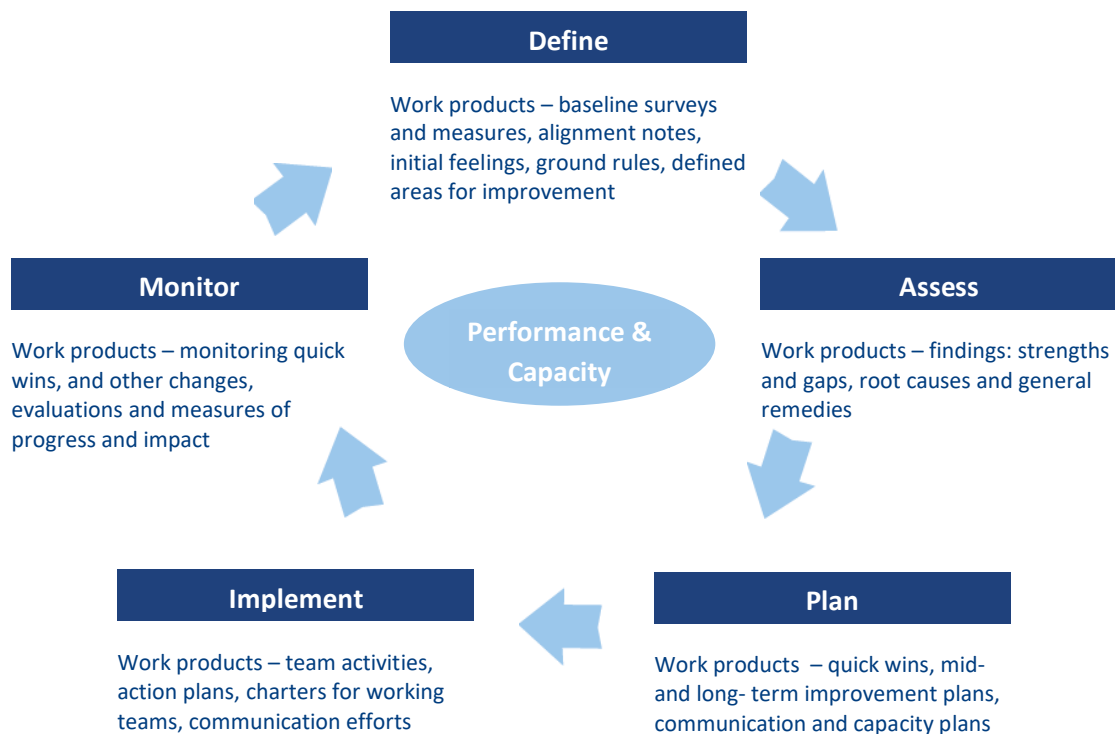 Define
Work products – baseline surveys
and measures, alignment notes,
initial feelings, ground rules, defined
areas for improvement
Monitor
Work products – monitoring quick
wins, and other changes,
evaluations and measures of
progress and impact
Performance &
Capacity
Assess
Work products – findings: strengths
and gaps, root causes and general
remedies
Implement
Work products – team activities,
action plans, charters for working
teams, communication efforts
Plan
Work products  – quick wins, mid-
and long- term improvement plans,
communication and capacity plans